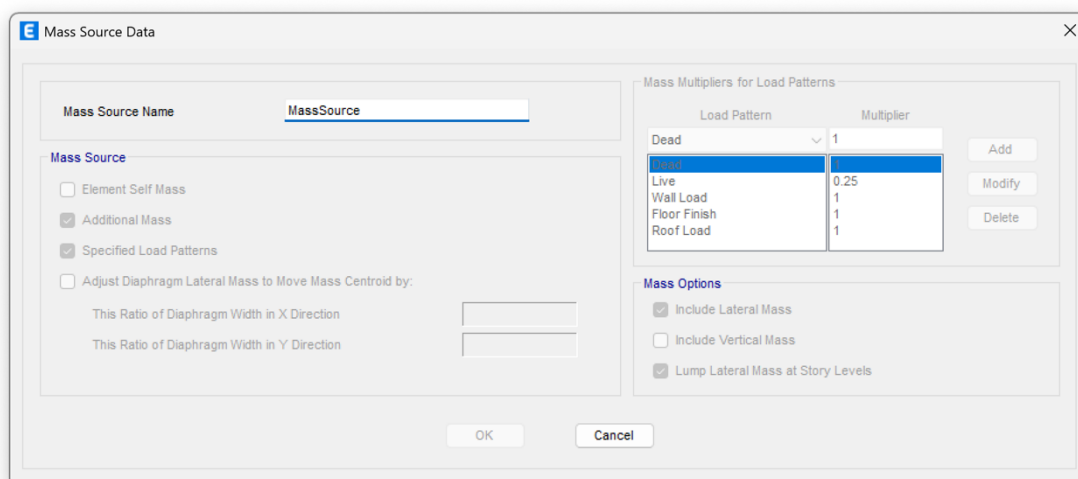 E Mass Source Data
Mass Source Name MassSource
Mass Source
Element Self Mass
Additional Mass
Specified Load Patterns
Adjust Diaphragm Lateral Mass to Move Mass Centroid by:
This Ratio of Diaphragm Width in X Direction
This Ratio of Diaphragm Width in Y Direction
Mass Multipliers for Load Patterns
Load Pattern Multiplier
Dead 1
Dead 1
Live 0.25
Wall Load 1
Floor Finish 1
Roof Load 1
Add
Modify
Delete
Mass Options
Include Lateral Mass
Include Vertical Mass
Lump Lateral Mass at Story Levels
OK Cancel